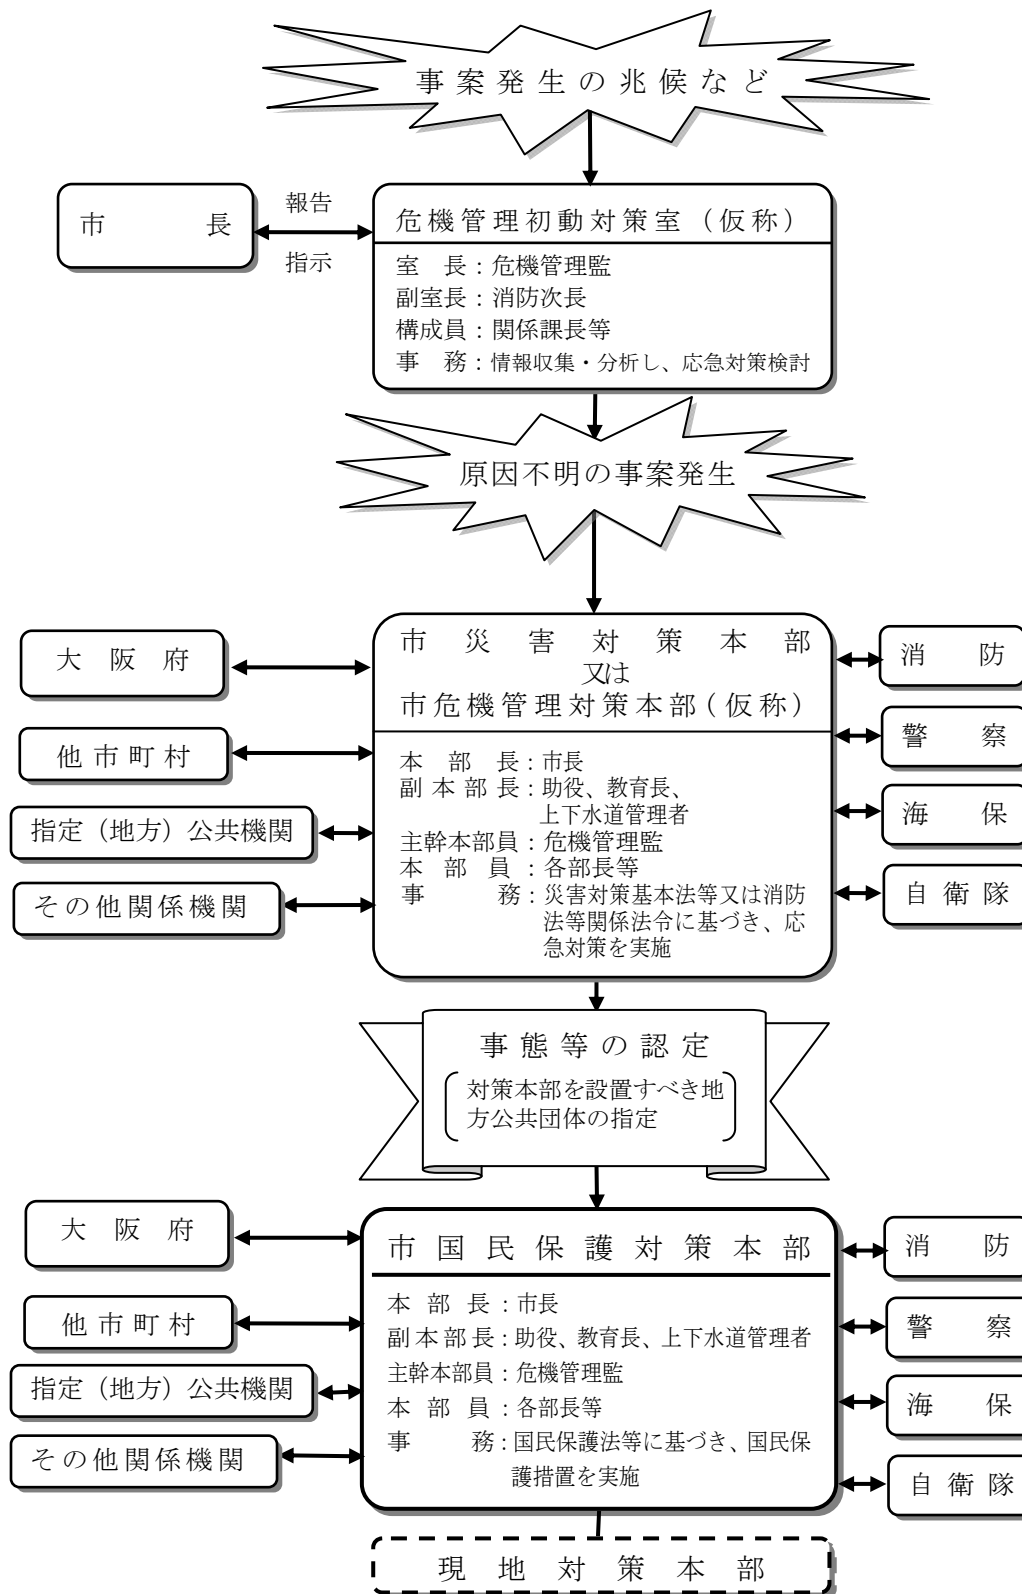 事案発生の兆候など
市長
報告
指示
危機管理初動対策室（仮称）
室長：危機管理監
副室長：消防次長
構成員：関係課長等
事務：情報収集・分析し、応急対策検討
原因不明の事案発生
大阪府
他市町村
指定（地方）公共機関
その他関係機関
市災害対策本部
又は
市危機管理対策本部（仮称）
本部長：市長
副本部長：助役、教育長、
上下水道管理者
主幹本部員：危機管理監
本部員：各部長等
事務：災害対策基本法等又は消防
法等関係法令に基づき、応
急対策を実施
消防
警察
海保
自衛隊
事態等の認定
対策本部を設置すべき地
方公共団体の指定
大阪府
他市町村
指定（地方）公共機関
その他関係機関
市国民保護対策本部
本部長：市長
副本部長：助役、教育長、上下水道管理者
主幹本部員：危機管理監
本部員：各部長等
事務：国民保護法等に基づき、国民保
護措置を実施
消防
警察
海保
自衛隊
現地対策本部